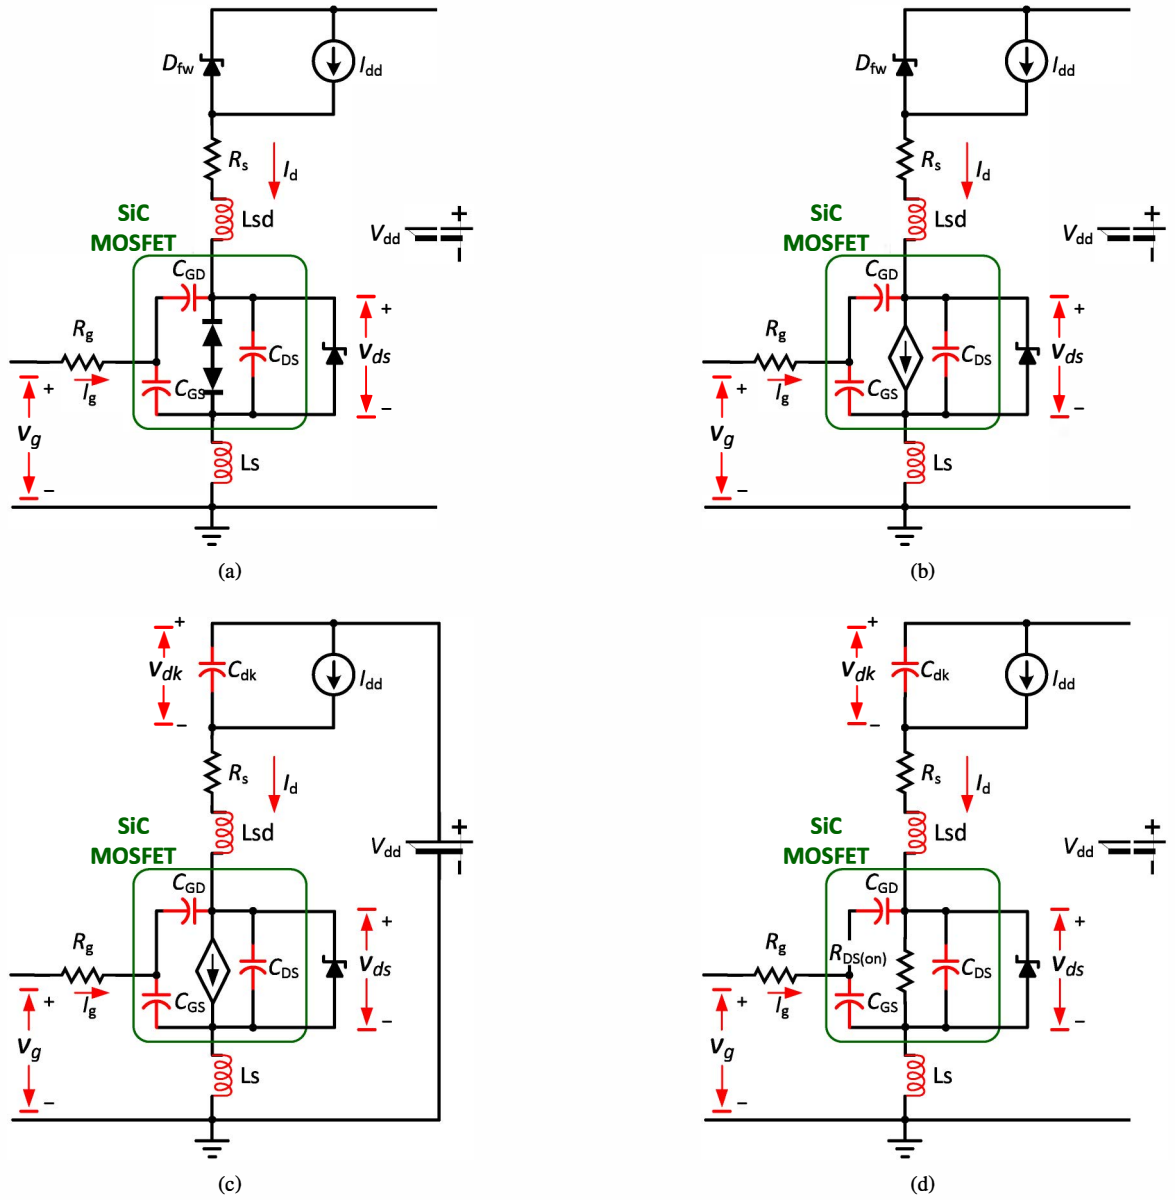 Dfw
Idd
Rs
Id
Lsd
SiC
MOSFET
Vdd
+
CGD
Rg
+
Ig
CGS
CDS
vds
−
vg
−
Ls
(a)
Dfw
Idd
Rs
Id
Lsd
SiC
MOSFET
Vdd
+
CGD
Rg
+
Ig
CGS
CDS
vds
−
vg
−
Ls
(b)
+
vdk
−
Cdk
Idd
Rs
Id
Lsd
SiC
MOSFET
Vdd
+
CGD
Rg
+
Ig
CGS
CDS
vds
−
vg
−
Ls
(c)
+
vdk
−
Cdk
Idd
Rs
Id
Lsd
SiC
MOSFET
Vdd
+
CGD
Rg
RDS(on)
+
Ig
CGS
CDS
vds
−
vg
−
Ls
(d)